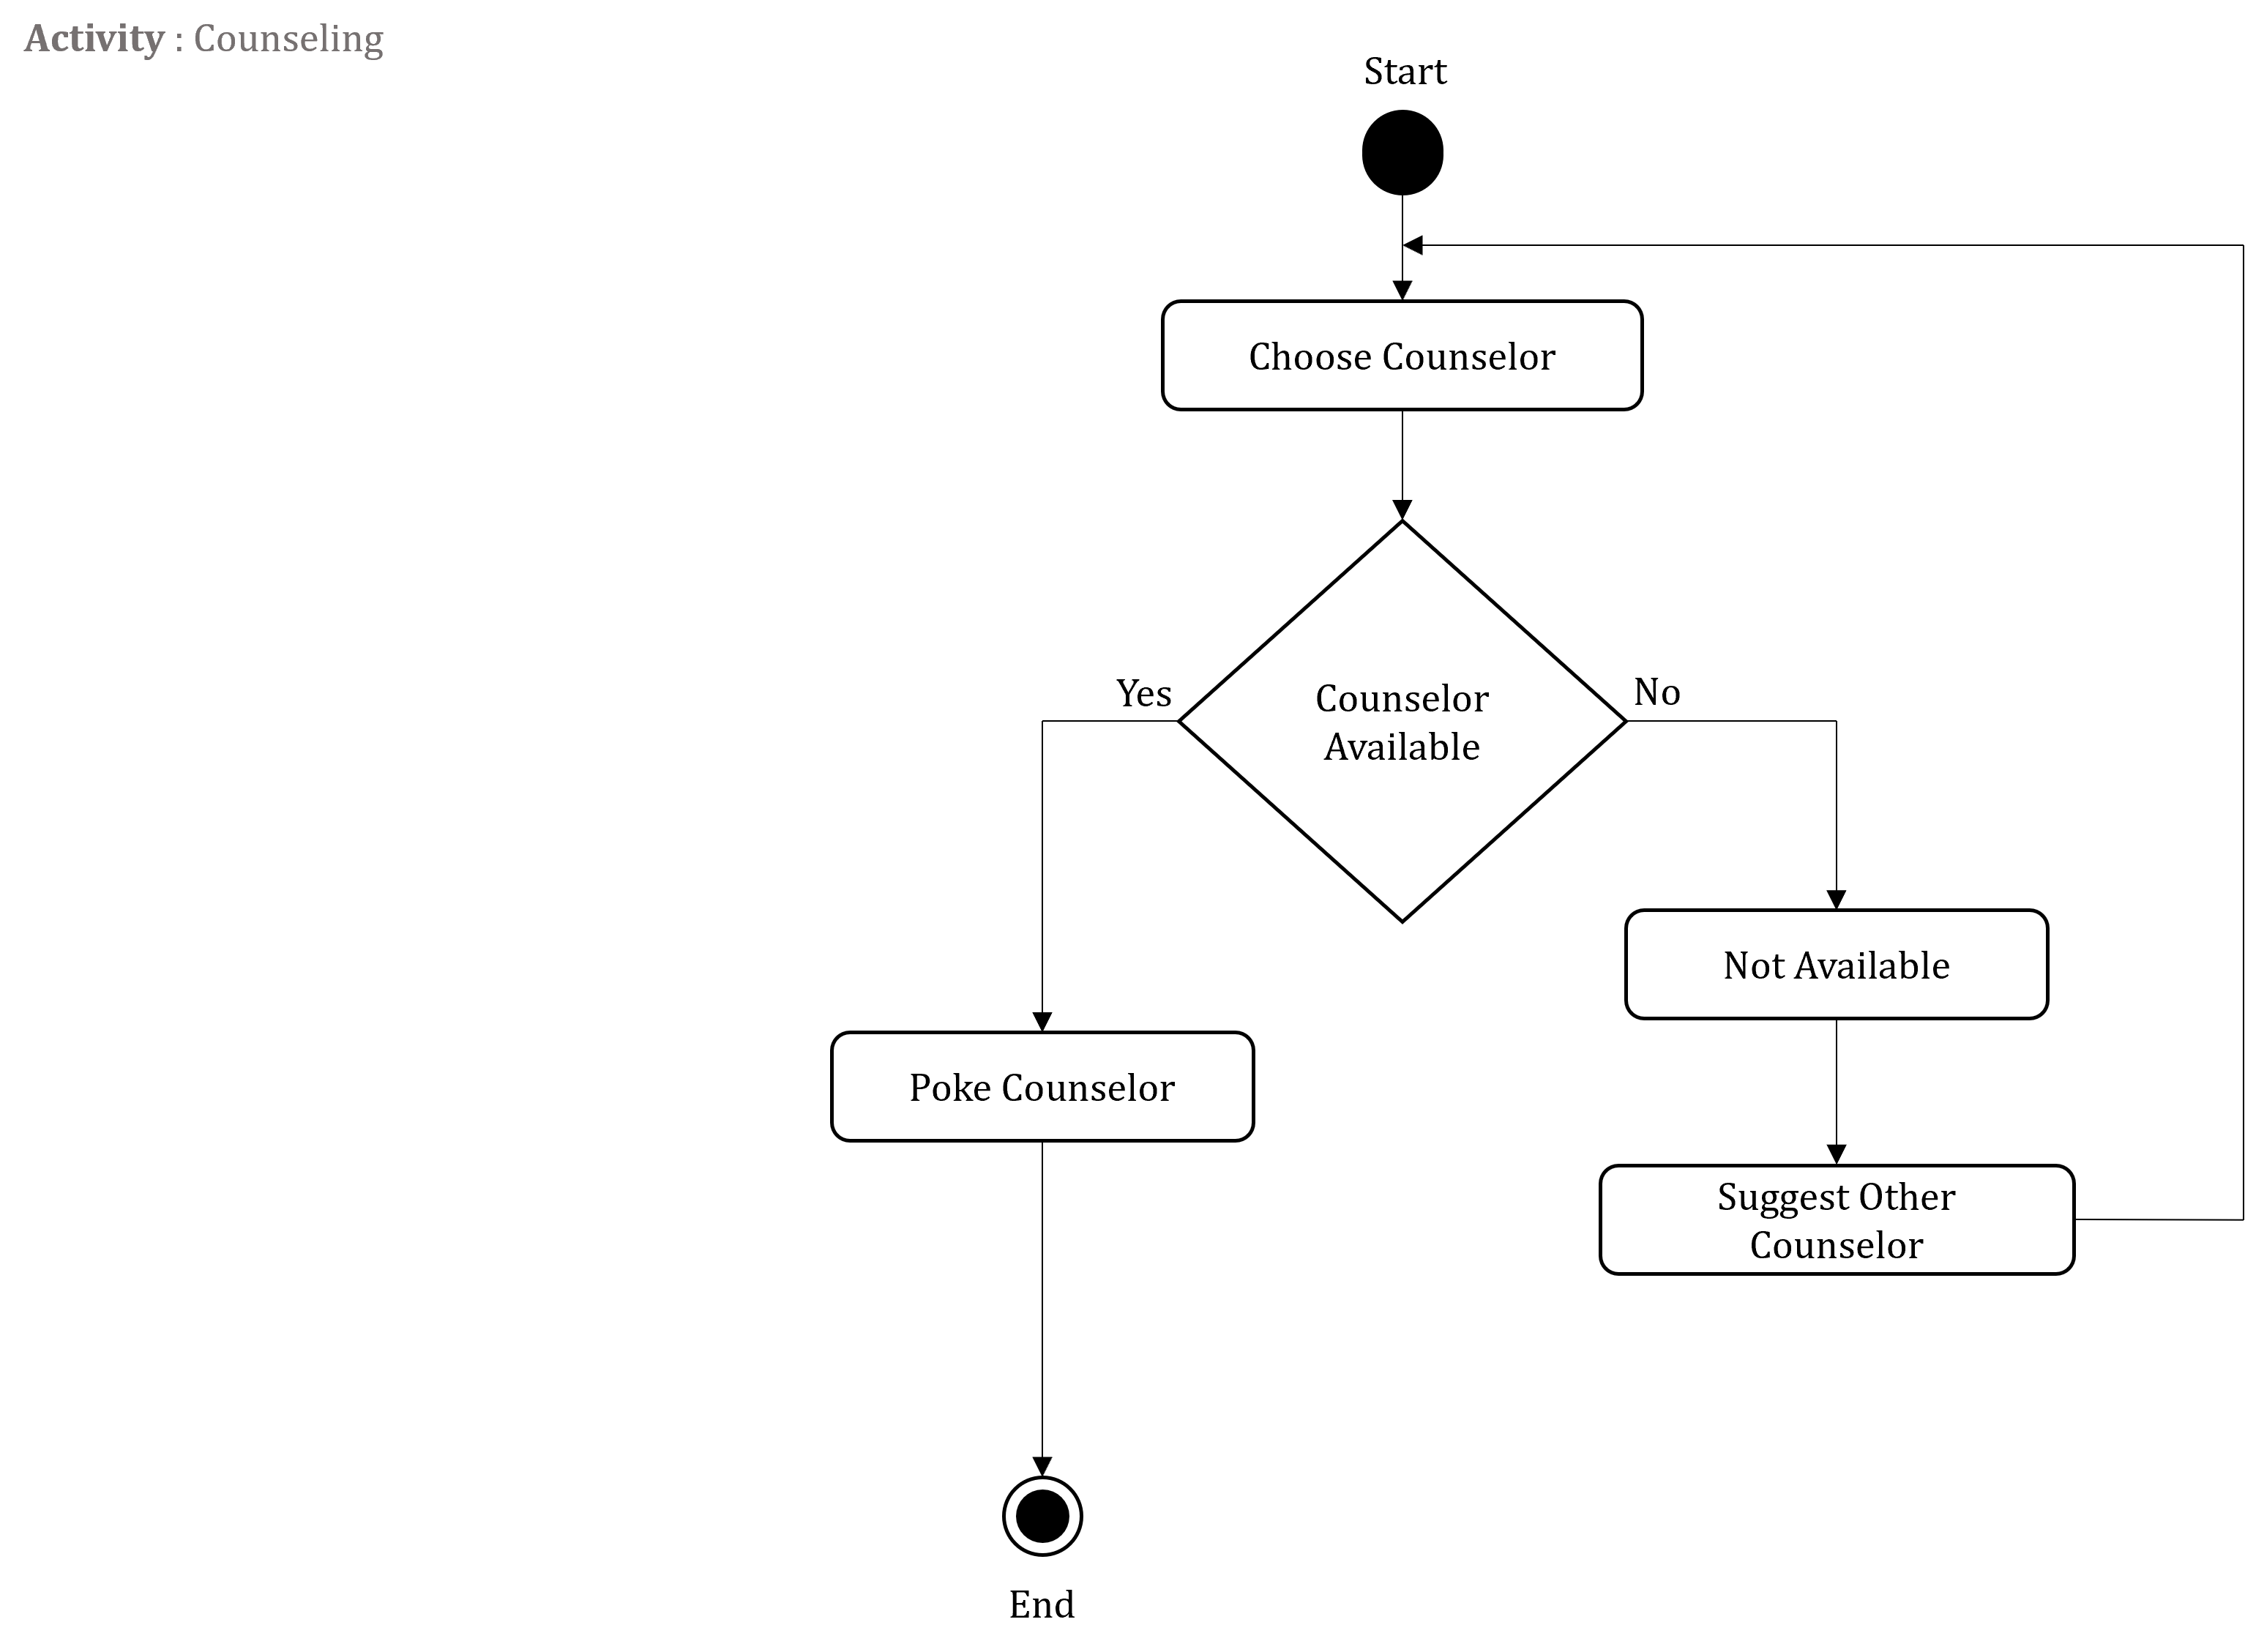 Activity : Counseling
Start
Choose Counselor
Counselor
Available
Yes
No
Not Available
Poke Counselor
Suggest Other
Counselor
End